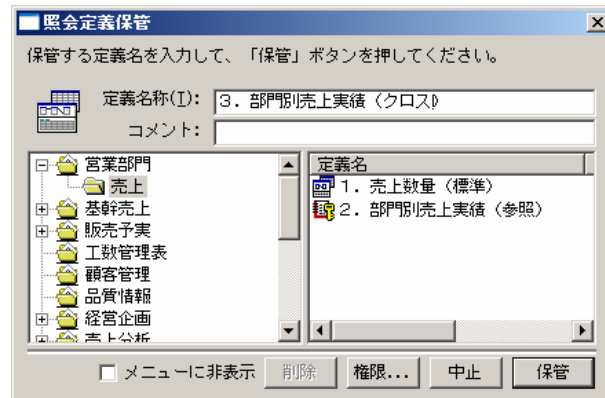 照会定義保管
保管する定義名を入力して、「保管」ボタンを押してください。
定義名称(I): 3．部門別売上実績（クロス）
コメント:
営業部門
売上
基幹売上
販売予実
工数管理表
顧客管理
品質情報
経営企画
売上分析
定義名
1．売上数量（標準）
2．部門別売上実績（参照）
メニューに非表示 削除 権限... 中止 保管